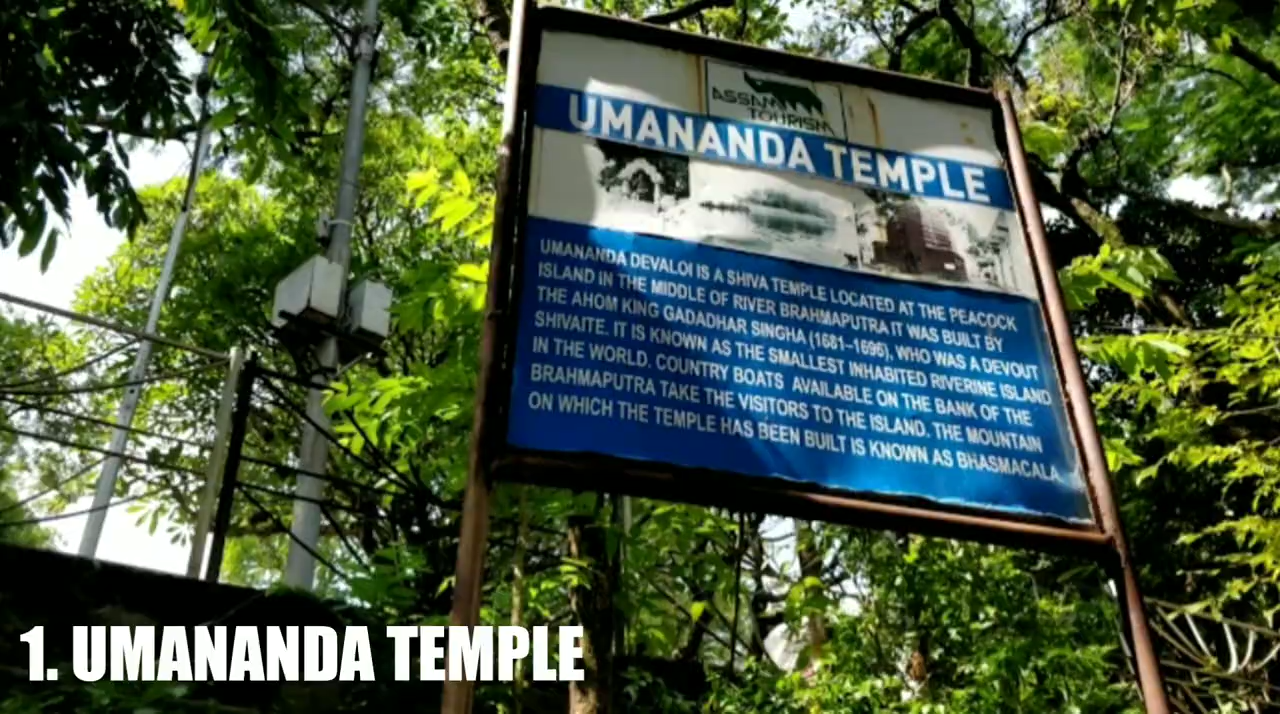 ASSAM
TOURISM
UMANANDA TEMPLE
UMANANDA DEVALOI IS A SHIVA TEMPLE LOCATED AT THE PEACOCK
ISLAND IN THE MIDDLE OF RIVER BRAHMAPUTRA IT WAS BUILT BY
THE AHOM KING GADADHAR SINGHA (1681-1696), WHO WAS A DEVOUT
SHIVAITE. IT IS KNOWN AS THE SMALLEST INHABITED RIVERINE ISLAND
IN THE WORLD. COUNTRY BOATS AVAILABLE ON THE BANK OF THE
BRAHMAPUTRA TAKE THE VISITORS TO THE ISLAND. THE MOUNTAIN
ON WHICH THE TEMPLE HAS BEEN BUILT IS KNOWN AS BHASMACALA.
1. UMANANDA TEMPLE